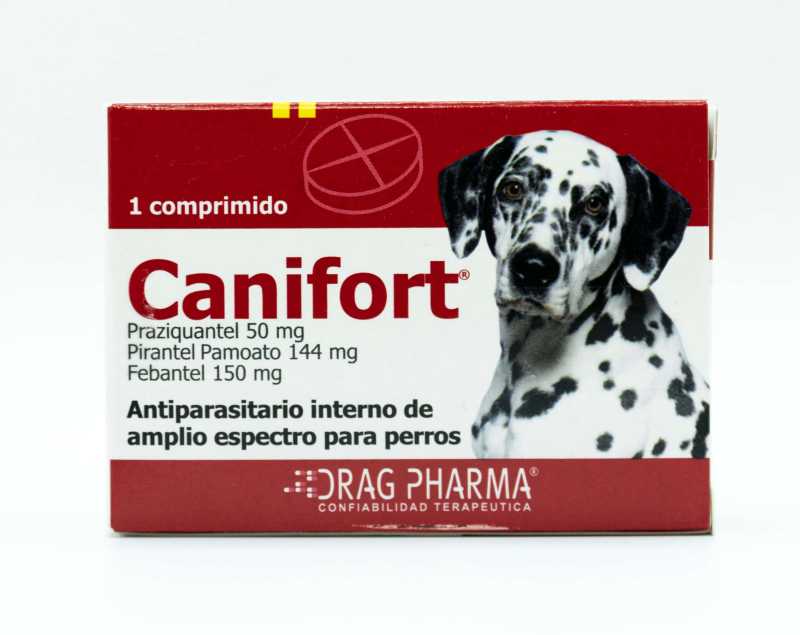 1 comprimido
Canifort®
Praziquantel 50 mg
Pirantel Pamoato 144 mg
Febantel 150 mg
Antiparasitario interno de
amplio espectro para perros
DRAG PHARMA®
CONFIABILIDAD TERAPEUTICA